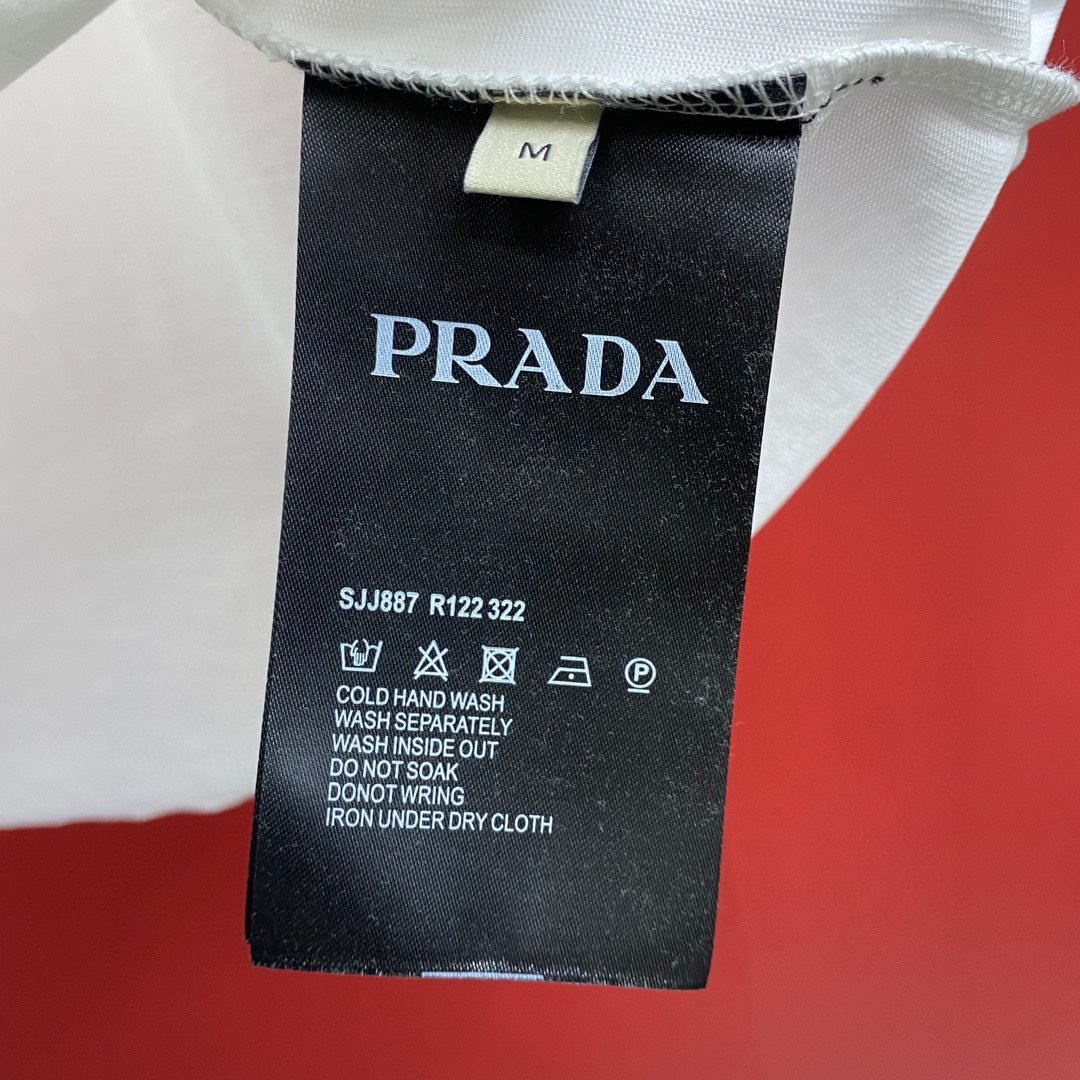 M
PRADA
SJJ887 R122 322
P
COLD HAND WASH
WASH SEPARATELY
WASH INSIDE OUT
DO NOT SOAK
DONOT WRING
IRON UNDER DRY CLOTH